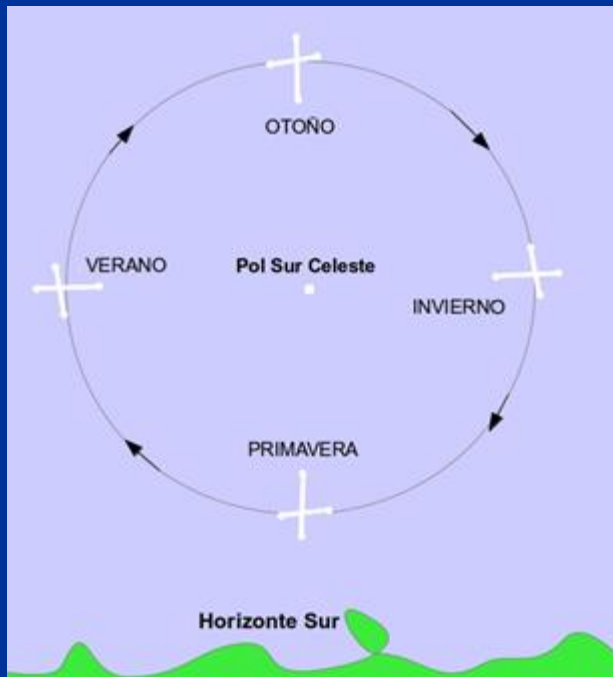 OTOÑO
VERANO
Pol Sur Celeste
INVIERNO
PRIMAVERA
Horizonte Sur